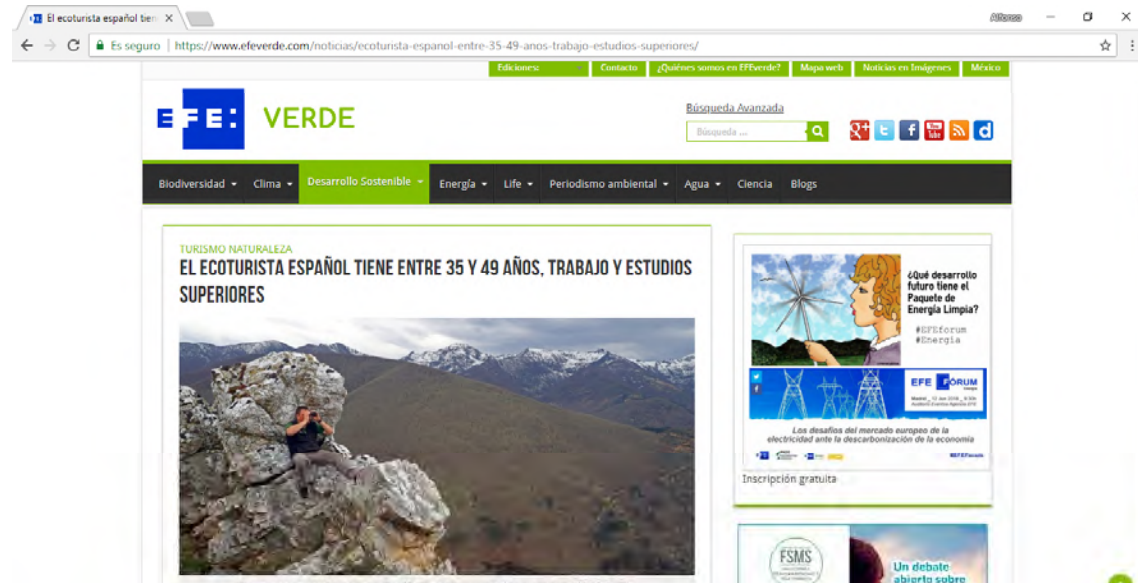 El ecoturista español tien
Alfonso
Es seguro | https://www.efeverde.com/noticias/ecoturista-espanol-entre-35-49-anos-trabajo-estudios-superiores/
Ediciones: Contacto ¿Quiénes somos en EFEverde? Mapa web Noticias en Imágenes México
EFE: VERDE
Búsqueda Avanzada
Búsqueda ...
Biodiversidad Clima Desarrollo Sostenible Energía Life Periodismo ambiental Agua Ciencia Blogs
TURISMO NATURALEZA
EL ECOTURISTA ESPAÑOL TIENE ENTRE 35 Y 49 AÑOS, TRABAJO Y ESTUDIOS
SUPERIORES
¿Qué desarrollo
futuro tiene el
Paquete de
Energía Limpia?
#EFEforum
#Energía
EFE FÓRUM
Los desafíos del mercado europeo de la
electricidad ante la descarbonización de la economía
#EFEForum
Inscripción gratuita
FSMS
Un debate
abierto sobre